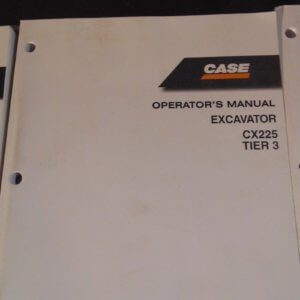 CASE
OPERATOR'S MANUAL
EXCAVATOR
CX225
TIER 3